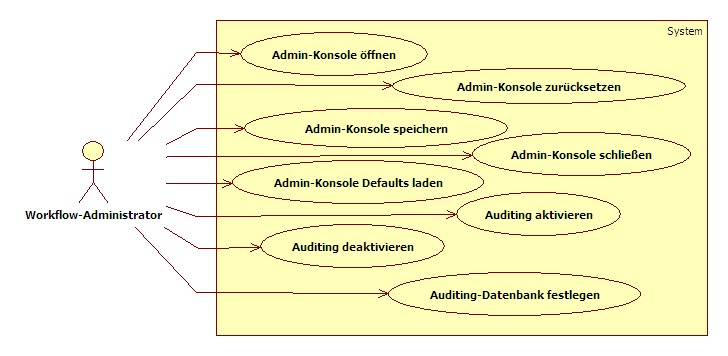 System
Admin-Konsole öffnen
Admin-Konsole zurücksetzen
Admin-Konsole speichern
Admin-Konsole schließen
Admin-Konsole Defaults laden
Workflow-Administrator
Auditing aktivieren
Auditing deaktivieren
Auditing-Datenbank festlegen